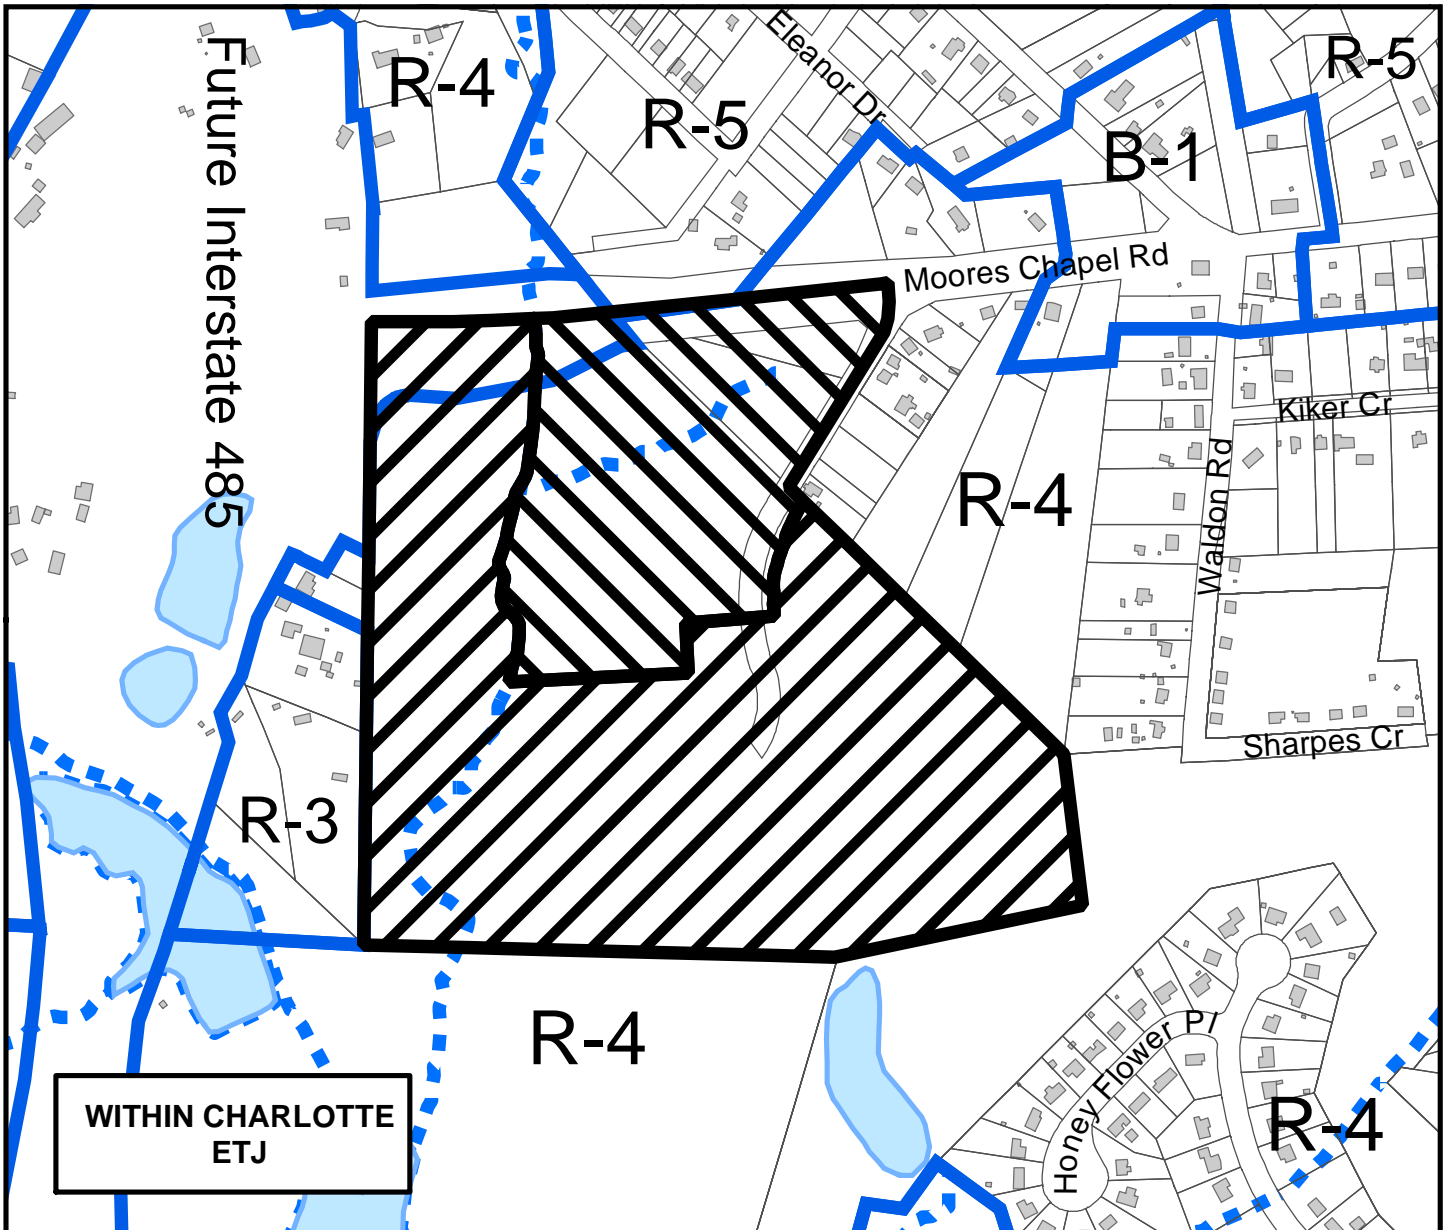 Eleanor Dr
R-5
R-4
R-5
B-1
Future Interstate 485
Moores Chapel Rd
Kiker Cr
R-4
Waldon Rd
Sharpes Cr
R-3
R-4
Honey Flower Pl
R-4
WITHIN CHARLOTTE
ETJ